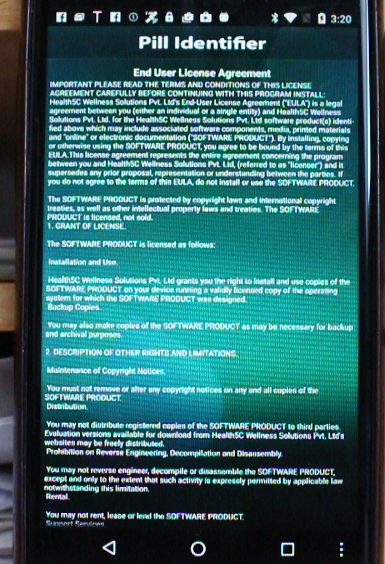 3:20
Pill Identifier
End User License Agreement
IMPORTANT PLEASE READ THE TERMS AND CONDITIONS OF THIS LICENSE
AGREEMENT CAREFULLY BEFORE CONTINUING WITH THIS PROGRAM INSTALL:
Health5C Wellness Solutions Pvt. Ltd's End-User License Agreement ("EULA") is a legal
agreement between you (either an individual or a single entity) and Health5C Wellness
Solutions Pvt. Ltd. for the Health5C Wellness Solutions Pvt. Ltd software product(s) identi-
fied above which may include associated software components, media, printed materials
and "online" or electronic documentation ("SOFTWARE PRODUCT"). By installing, copying
or otherwise using the SOFTWARE PRODUCT, you agree to be bound by the terms of this
EULA.This license agreement represents the entire agreement concerning the program
between you and Health5C Wellness Solutions Pvt. Ltd, (referred to as "licenser") and it
supersedes any prior proposal, representation or understanding between the parties. If
you do not agree to the terms of this EULA, do not install or use the SOFTWARE PRODUCT.
The SOFTWARE PRODUCT is protected by copyright laws and international copyright
treaties, as well as other intellectual property laws and treaties. The SOFTWARE
PRODUCT is licensed, not sold.
1. GRANT OF LICENSE.
The SOFTWARE PRODUCT is licensed as follows:
Installation and Use.
Health5C Wellness Solutions Pvt. Ltd grants you the right to install and use copies of the
SOFTWARE PRODUCT on your device running a validly licensed copy of the operating
system for which the SOFTWARE PRODUCT was designed.
Backup Copies.
You may also make copies of the SOFTWARE PRODUCT as may be necessary for backup
and archival purposes.
2. DESCRIPTION OF OTHER RIGHTS AND LIMITATIONS.
Maintenance of Copyright Notices.
You must not remove or alter any copyright notices on any and all copies of the
SOFTWARE PRODUCT.
Distribution.
You may not distribute registered copies of the SOFTWARE PRODUCT to third parties.
Evaluation versions available for download from Health5C Wellness Solutions Pvt. Ltd's
websites may be freely distributed.
Prohibition on Reverse Engineering, Decompilation and Disassembly.
You may not reverse engineer, decompile or disassemble the SOFTWARE PRODUCT,
except and only to the extent that such activity is expressly permitted by applicable law
notwithstanding this limitation.
Rental.
You may not rent, lease or lend the SOFTWARE PRODUCT.
Support Services